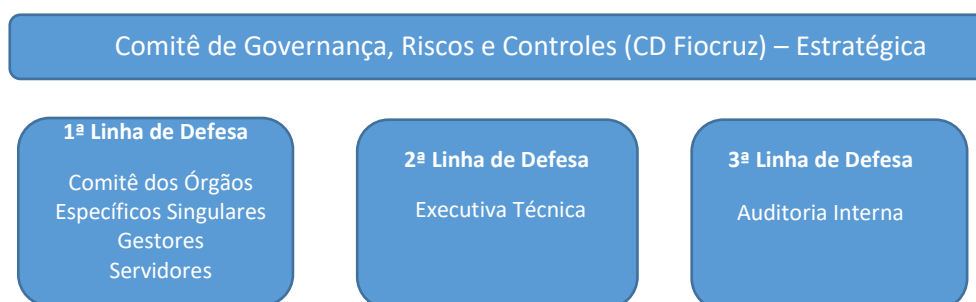 Comitê de Governança, Riscos e Controles (CD Fiocruz) – Estratégica
1ª Linha de Defesa
Comitê dos Órgãos
Específicos Singulares
Gestores
Servidores
2ª Linha de Defesa
Executiva Técnica
3ª Linha de Defesa
Auditoria Interna